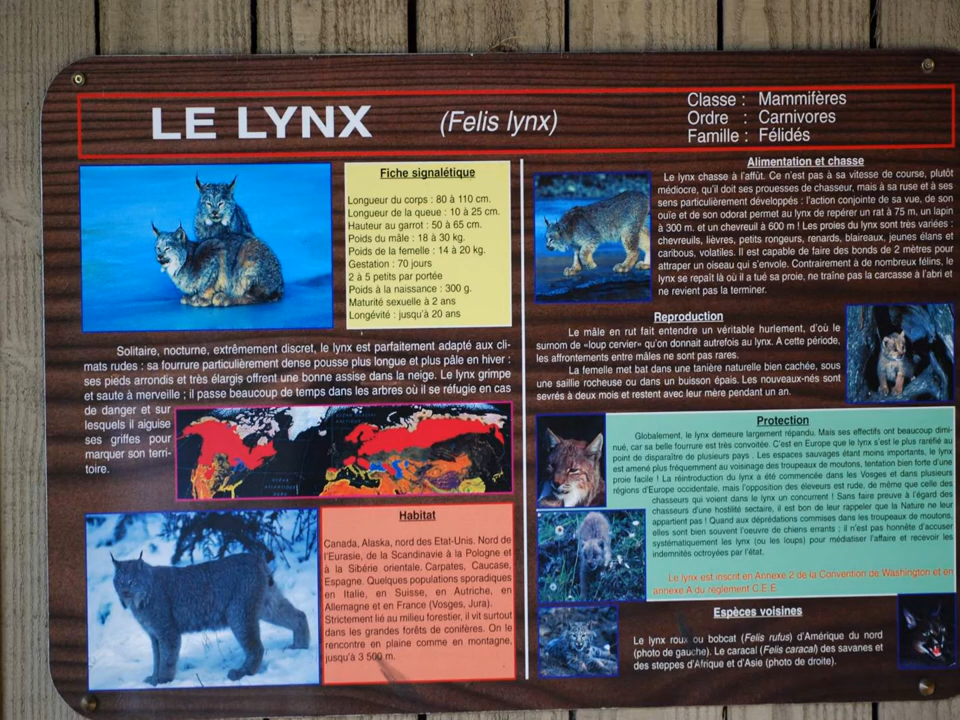 LE LYNX
(Felis lynx)
Classe : Mammifères
Ordre : Carnivores
Famille : Félidés
Fiche signalétique
Longueur du corps : 80 à 110 cm.
Longueur de la queue : 10 à 25 cm.
Hauteur au garrot : 50 à 65 cm.
Poids du mâle : 18 à 30 kg.
Poids de la femelle : 14 à 20 kg.
Gestation : 70 jours
2 à 5 petits par portée
Poids à la naissance : 300 g.
Maturité sexuelle à 2 ans
Longévité : jusqu'à 20 ans
Solitaire, nocturne, extrêmement discret, le lynx est parfaitement adapté aux cli-
mats rudes : sa fourrure particulièrement dense pousse plus longue et plus pâle en hiver ;
ses pieds arrondis et très élargis offrent une bonne assise dans la neige. Le lynx grimpe
et saute à merveille ; il passe beaucoup de temps dans les arbres où il se réfugie en cas
de danger et sur
lesquels il aiguise
ses griffes pour
marquer son terri-
toire.
Habitat
Canada, Alaska, nord des Etat-Unis. Nord de
l'Eurasie, de la Scandinavie à la Pologne et
à la Sibérie orientale. Carpates, Caucase,
Espagne. Quelques populations sporadiques
en Italie, en Suisse, en Autriche, en
Allemagne et en France (Vosges, Jura).
Strictement lié au milieu forestier, il vit surtout
dans les grandes forêts de conifères. On le
rencontre en plaine comme en montagne,
jusqu'à 3 500 m.
Alimentation et chasse
Le lynx chasse à l'affût. Ce n'est pas à sa vitesse de course, plutôt
médiocre, qu'il doit ses prouesses de chasseur, mais à sa ruse et à ses
sens particulièrement développés : l'action conjointe de sa vue, de son
ouïe et de son odorat permet au lynx de repérer un rat à 75 m, un lapin
à 300 m. et un chevreuil à 600 m ! Les proies du lynx sont très variées :
chevreuils, lièvres, petits rongeurs, renards, blaireaux, jeunes élans et
caribous, volatiles. Il est capable de faire des bonds de 2 mètres pour
attraper un oiseau qui s'envole. Contrairement à de nombreux félins, le
lynx se repaît là où il a tué sa proie, ne traîne pas la carcasse à l'abri et
ne revient pas la terminer.
Reproduction
Le mâle en rut fait entendre un véritable hurlement, d'où le
surnom de «loup cervier» qu'on donnait autrefois au lynx. A cette période,
les affrontements entre mâles ne sont pas rares.
La femelle met bat dans une tanière naturelle bien cachée, sous
une saillie rocheuse ou dans un buisson épais. Les nouveaux-nés sont
sevrés à deux mois et restent avec leur mère pendant un an.
Protection
Globalement, le lynx demeure largement répandu. Mais ses effectifs ont beaucoup dimi-
nué, car sa belle fourrure est très convoitée. C'est en Europe que le lynx s'est le plus raréfié au
point de disparaître de plusieurs pays . Les espaces sauvages étant moins importants, le lynx
est amené plus fréquemment au voisinage des troupeaux de moutons, tentation bien forte d'une
proie facile ! La réintroduction du lynx a été commencée dans les Vosges et dans plusieurs
régions d'Europe occidentale, mais l'opposition des éleveurs est rude, de même que celle des
chasseurs qui voient dans le lynx un concurrent ! Sans faire preuve à l'égard des
chasseurs d'une hostilité sectaire, il est bon de leur rappeler que la Nature ne leur
appartient pas ! Quand aux déprédations commises dans les troupeaux de moutons,
elles sont bien souvent l'oeuvre de chiens errants ; il n'est pas honnête d'accuser
systématiquement les lynx (ou les loups) pour médiatiser l'affaire et recevoir les
indemnités octroyées par l'état.
Le lynx est inscrit en Annexe 2 de la Convention de Washington et en
annexe A du règlement C.E.E.
Espèces voisines
Le lynx roux ou bobcat (Felis rufus) d'Amérique du nord
(photo de gauche). Le caracal (Felis caracal) des savanes et
des steppes d'Afrique et d'Asie (photo de droite).